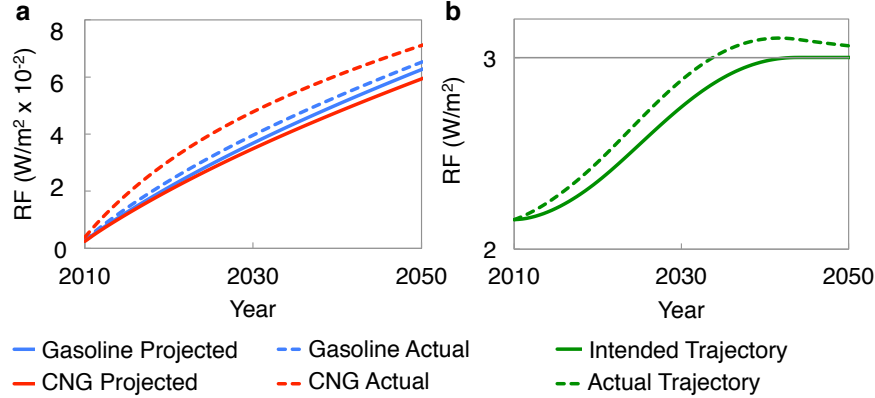 a
RF (W/m² x 10⁻²)
8
6
4
2
0
2010 2030 2050
Year
b
RF (W/m²)
3
2
2010 2030 2050
Year
Gasoline Projected Gasoline Actual Intended Trajectory
CNG Projected CNG Actual Actual Trajectory